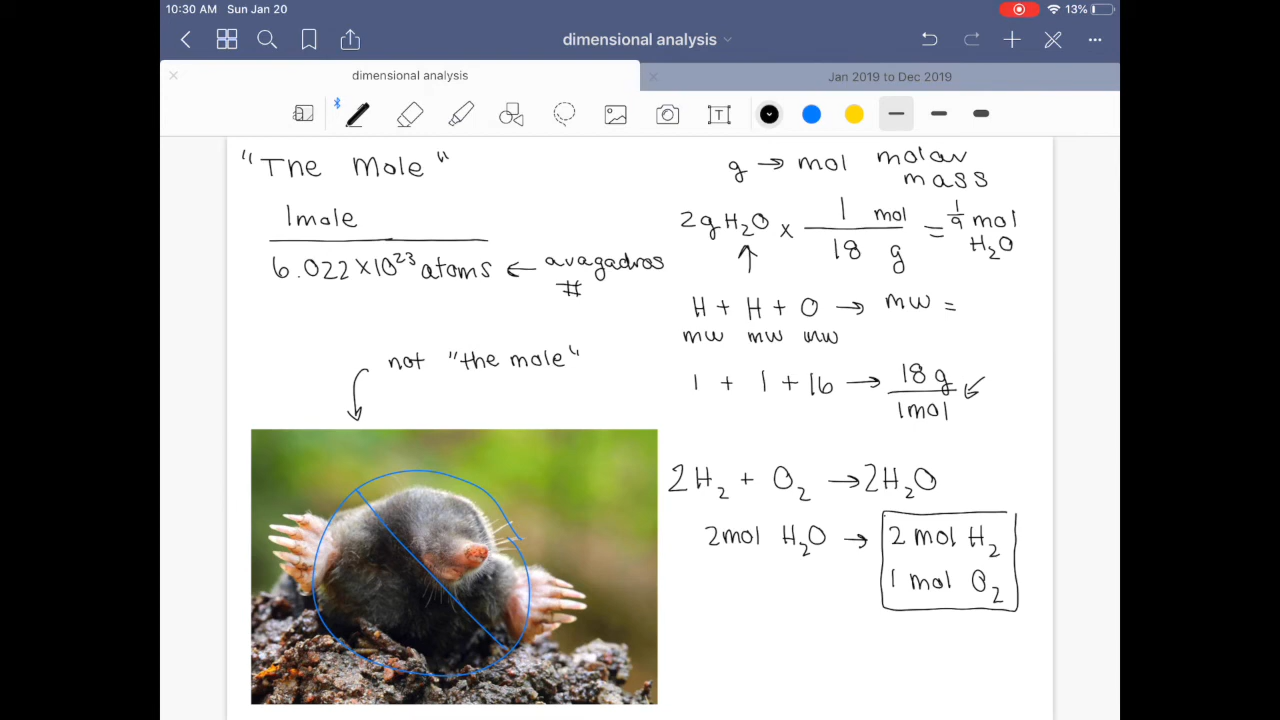 10:30 AM Sun Jan 20
13%
dimensional analysis
dimensional analysis
Jan 2019 to Dec 2019
T
"The Mole"
1mole
6.022×10²³ atoms ← avagadros
#
not "the mole"
g → mol molar
mass
2g H₂O × 1 mol / 18 g = 1/9 mol
H₂O
H + H + O → mw =
mw mw mw
1 + 1 + 16 → 18 g / 1mol
2H₂ + O₂ → 2H₂O
2mol H₂O → 2 mol H₂
1 mol O₂